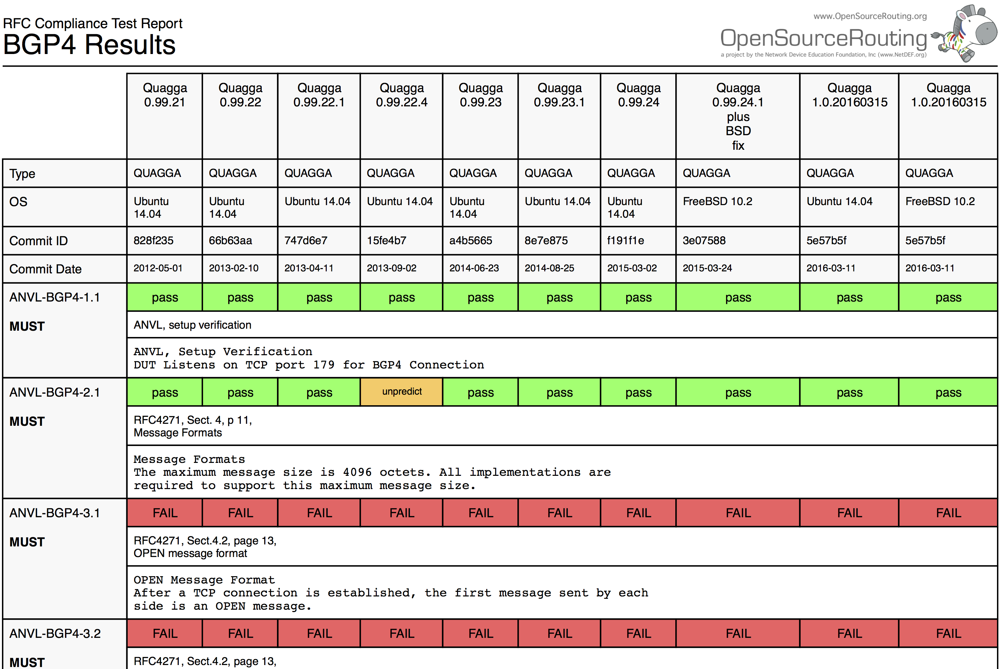 RFC Compliance Test Report
BGP4 Results
www.OpenSourceRouting.org
OpenSourceRouting
a project by the Network Device Education Foundation, Inc (www.NetDEF.org)
Quagga 0.99.21
Quagga 0.99.22
Quagga 0.99.22.1
Quagga 0.99.22.4
Quagga 0.99.23
Quagga 0.99.23.1
Quagga 0.99.24
Quagga 0.99.24.1 plus BSD fix
Quagga 1.0.20160315
Quagga 1.0.20160315
Type QUAGGA QUAGGA QUAGGA QUAGGA QUAGGA QUAGGA QUAGGA QUAGGA QUAGGA QUAGGA
OS Ubuntu 14.04 Ubuntu 14.04 Ubuntu 14.04 Ubuntu 14.04 Ubuntu 14.04 Ubuntu 14.04 Ubuntu 14.04 FreeBSD 10.2 Ubuntu 14.04 FreeBSD 10.2
Commit ID 828f235 66b63aa 747d6e7 15fe4b7 a4b5665 8e7e875 f191f1e 3e07588 5e57b5f 5e57b5f
Commit Date 2012-05-01 2013-02-10 2013-04-11 2013-09-02 2014-06-23 2014-08-25 2015-03-02 2015-03-24 2016-03-11 2016-03-11
ANVL-BGP4-1.1 pass pass pass pass pass pass pass pass pass pass
MUST
ANVL, setup verification
ANVL, Setup Verification
DUT Listens on TCP port 179 for BGP4 Connection
ANVL-BGP4-2.1 pass pass pass unpredict pass pass pass pass pass pass
MUST
RFC4271, Sect. 4, p 11,
Message Formats
Message Formats
The maximum message size is 4096 octets. All implementations are
required to support this maximum message size.
ANVL-BGP4-3.1 FAIL FAIL FAIL FAIL FAIL FAIL FAIL FAIL FAIL FAIL
MUST
RFC4271, Sect.4.2, page 13,
OPEN message format
OPEN Message Format
After a TCP connection is established, the first message sent by each
side is an OPEN message.
ANVL-BGP4-3.2 FAIL FAIL FAIL FAIL FAIL FAIL FAIL FAIL FAIL FAIL
MUST
RFC4271, Sect.4.2, page 13,